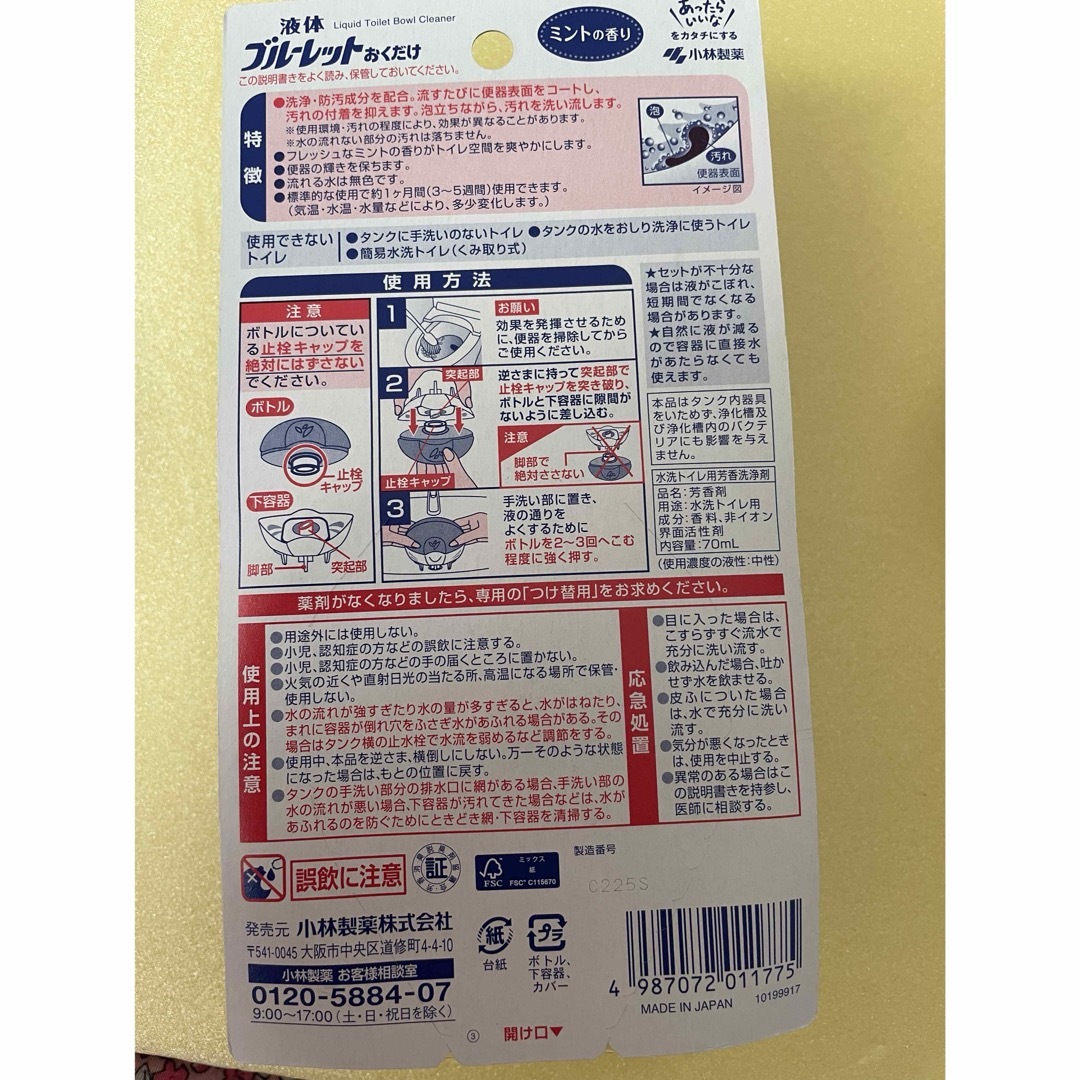 液体 Liquid Toilet Bowl Cleaner
ブルーレットおくだけ
この説明書きをよく読み、保管しておいてください。
ミントの香り
あったらいいな
をカタチにする
小林製薬
特徴
●洗浄・防汚成分を配合。流すたびに便器表面をコートし、
汚れの付着を抑えます。泡立ちながら、汚れを洗い流します。
※使用環境・汚れの程度により、効果が異なることがあります。
※水の流れない部分の汚れは落ちません。
●フレッシュなミントの香りがトイレ空間を爽やかにします。
●便器の輝きを保ちます。
●流れる水は無色です。
●標準的な使用で約1ヶ月間(3〜5週間)使用できます。
(気温・水温・水量などにより、多少変化します。)
泡
汚れ
便器表面
イメージ図
使用できない
トイレ
●タンクに手洗いのないトイレ ●タンクの水をおしり洗浄に使うトイレ
●簡易水洗トイレ(くみ取り式)
使用方法
注意
ボトルについてい
る止栓キャップを
絶対にはずさない
でください。
ボトル
止栓
キャップ
下容器
脚部
突起部
1
お願い
効果を発揮させるため
に、便器を掃除してから
ご使用ください。
2
突起部
止栓キャップ
逆さまに持って突起部で
止栓キャップを突き破り、
ボトルと下容器に隙間が
ないように差し込む。
注意
脚部で
絶対ささない
3
手洗い部に置き、
液の通りを
よくするために
ボトルを2〜3回へこむ
程度に強く押す。
★セットが不十分な
場合は液がこぼれ、
短期間でなくなる
場合があります。
★自然に液が減る
ので容器に直接水
があたらなくても
使えます。
本品はタンク内器具
をいためず、浄化槽及
び浄化槽内のバクテ
リアにも影響を与え
ません。
水洗トイレ用芳香洗浄剤
品名:芳香剤
用途:水洗トイレ用
成分:香料、非イオン
界面活性剤
内容量:70mL
(使用濃度の液性:中性)
薬剤がなくなりましたら、専用の「つけ替用」をお求めください。
使用上の注意
●用途外には使用しない。
●小児、認知症の方などの誤飲に注意する。
●小児、認知症の方などの手の届くところに置かない。
●火気の近くや直射日光の当たる所、高温になる場所で保管・
使用しない。
●水の流れが強すぎたり水の量が多すぎると、水がはねたり、
まれに容器が倒れ穴をふさぎ水があふれる場合がある。その
場合はタンク横の止水栓で水流を弱めるなど調節をする。
●使用中、本品を逆さま、横倒しにしない。万一そのような状態
になった場合は、もとの位置に戻す。
●タンクの手洗い部分の排水口に網がある場合、手洗い部の
水の流れが悪い場合、下容器が汚れてきた場合などは、水が
あふれるのを防ぐためにときどき網・下容器を清掃する。
応急処置
●目に入った場合は、
こすらずすぐ流水で
充分に洗い流す。
●飲み込んだ場合、吐か
せず水を飲ませる。
●皮ふについた場合
は、水で充分に洗い
流す。
●気分が悪くなったとき
は、使用を中止する。
●異常のある場合はこ
の説明書きを持参し、
医師に相談する。
誤飲に注意
証
FSC
ミックス
紙
FSC™ C115670
製造番号
C225S
発売元 小林製薬株式会社
〒541-0045 大阪市中央区道修町4-4-10
小林製薬 お客様相談室
0120-5884-07
9:00〜17:00(土・日・祝日を除く)
紙
台紙
プラ
ボトル、
下容器、
カバー
4 987072 011775
MADE IN JAPAN 10199917
③
開け口▼